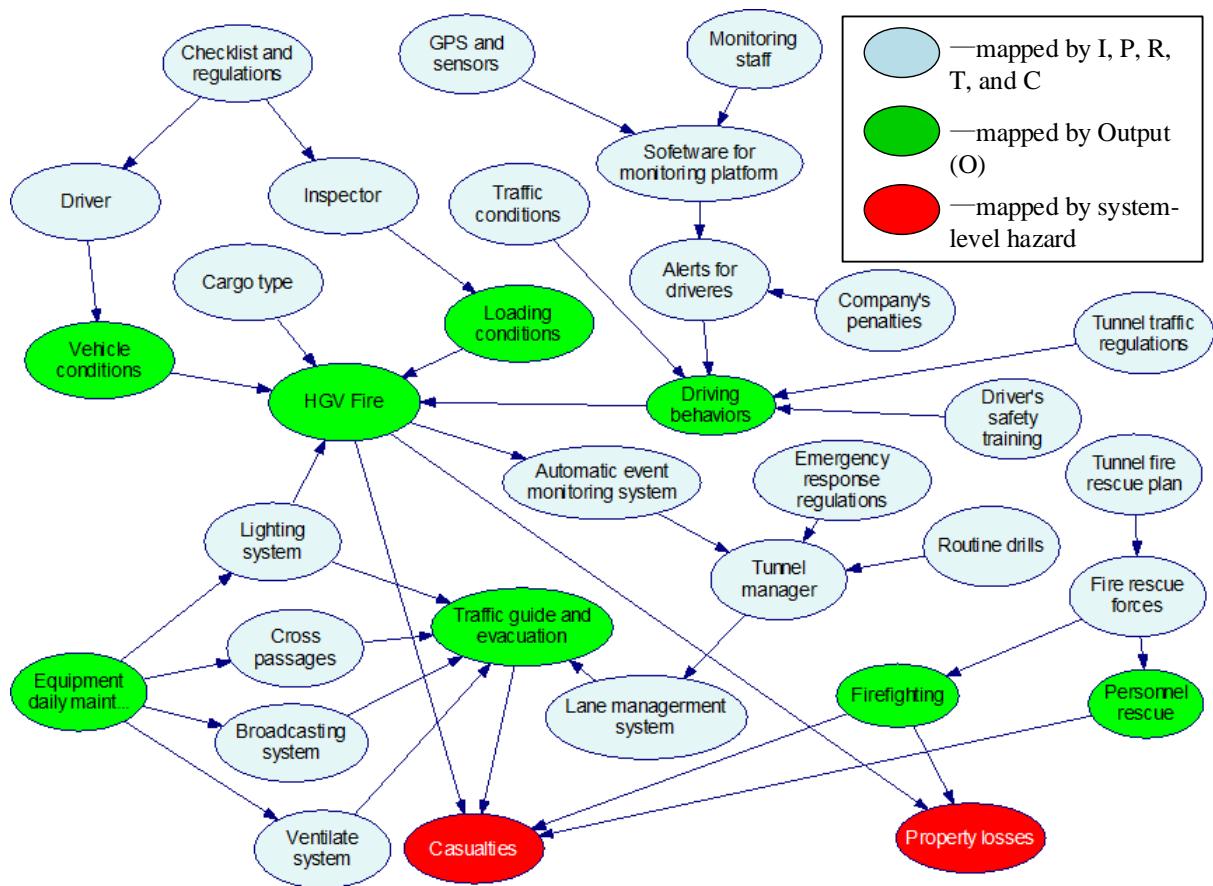 Checklist and
regulations
GPS and
sensors
Monitoring
staff
—mapped by I, P, R,
T, and C
—mapped by Output
(O)
—mapped by system-
level hazard
Driver
Inspector
Traffic
conditions
Sofetware for
monitoring platform
Cargo type
Loading
conditions
Alerts for
driveres
Company's
penalties
Tunnel traffic
regulations
Vehicle
conditions
HGV Fire
Driving
behaviors
Driver's
safety
training
Automatic event
monitoring system
Emergency
response
regulations
Tunnel fire
rescue plan
Lighting
system
Tunnel
manager
Routine drills
Fire rescue
forces
Traffic guide and
evacuation
Cross
passages
Equipment
daily maint...
Broadcasting
system
Lane management
system
Firefighting
Personnel
rescue
Ventilate
system
Casualties
Property losses